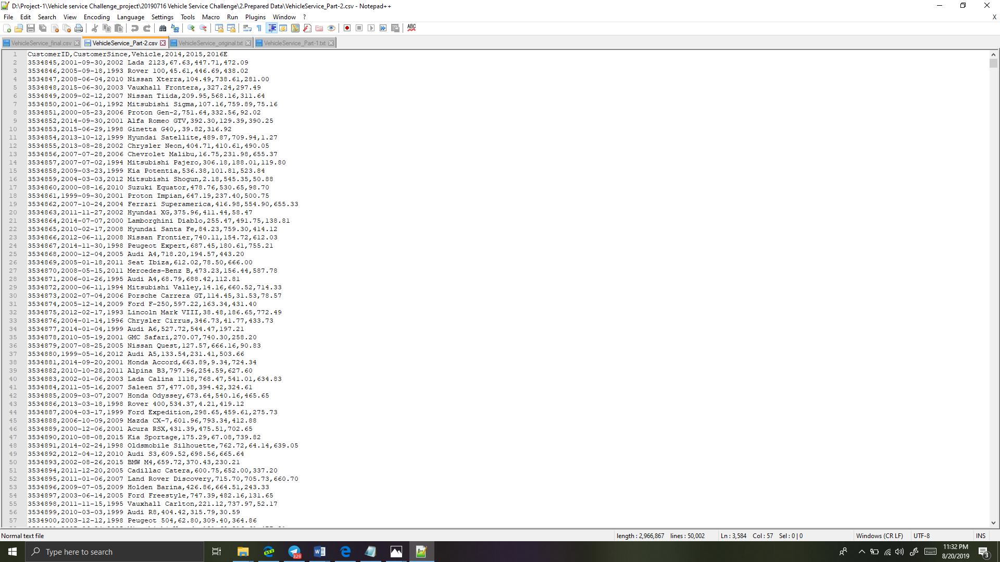 D:\Project-1\Vehicle service Challenge_project\20190716 Vehicle Service Challenge\2.Prepared Data\VehicleService_Part-2.csv - Notepad++
File Edit Search View Encoding Language Settings Tools Macro Run Plugins Window ? X
VehicleService_final.csv VehicleService_Part-2.csv VehicleService_original.txt VehicleService_Part-1.txt
1 CustomerID,CustomerSince,Vehicle,2014,2015,2016E
2 3534845,2001-09-30,2002 Lada 2123,67.63,447.71,472.09
3 3534846,2005-09-18,1993 Rover 100,45.61,446.69,438.02
4 3534847,2008-06-04,2010 Nissan Xterra,104.49,738.61,281.00
5 3534848,2015-06-30,2003 Vauxhall Frontera,,327.24,297.49
6 3534849,2009-02-12,2007 Nissan Tiida,209.95,568.16,311.64
7 3534850,2001-06-01,1992 Mitsubishi Sigma,107.16,759.89,75.16
8 3534851,2000-05-23,2006 Proton Gen-2,751.64,332.56,92.02
9 3534852,2014-09-30,2001 Alfa Romeo GTV,392.30,129.39,390.25
10 3534853,2015-06-29,1998 Ginetta G40,,39.82,316.92
11 3534854,2013-10-12,1999 Hyundai Satellite,489.87,709.94,1.27
12 3534855,2013-08-28,2002 Chrysler Neon,404.71,410.61,490.05
13 3534856,2007-07-28,2006 Chevrolet Malibu,16.75,231.98,655.37
14 3534857,2007-07-02,1994 Mitsubishi Pajero,306.18,188.01,119.80
15 3534858,2009-03-23,1999 Kia Potentia,536.38,101.81,523.84
16 3534859,2004-03-03,2012 Mitsubishi Shogun,2.18,545.35,50.88
17 3534860,2000-08-16,2010 Suzuki Equator,478.76,530.65,98.70
18 3534861,1999-09-30,2001 Proton Impian,647.19,237.40,500.75
19 3534862,2007-10-24,2004 Ferrari Superamerica,416.98,554.90,655.33
20 3534863,2011-11-27,2002 Hyundai XG,375.96,411.44,58.47
21 3534864,2014-07-07,2000 Lamborghini Diablo,255.47,491.75,138.81
22 3534865,2010-02-17,2008 Hyundai Santa Fe,84.23,759.30,414.12
23 3534866,2012-06-11,2008 Nissan Frontier,740.11,154.72,612.03
24 3534867,2014-11-30,1998 Peugeot Expert,687.45,180.61,755.21
25 3534868,2000-12-04,2005 Audi A4,718.20,194.57,443.20
26 3534869,2005-01-18,2011 Seat Ibiza,612.02,78.50,666.00
27 3534870,2008-05-15,2011 Mercedes-Benz B,473.23,156.44,587.78
28 3534871,2006-01-26,1995 Audi A4,68.79,688.42,112.81
29 3534872,2000-06-11,1994 Mitsubishi Valley,14.16,660.52,714.33
30 3534873,2002-07-04,2006 Porsche Carrera GT,114.45,31.53,78.57
31 3534874,2005-12-14,2009 Ford F-250,597.22,163.34,431.40
32 3534875,2012-02-17,1993 Lincoln Mark VIII,38.48,186.65,772.49
33 3534876,2004-01-14,1996 Chrysler Cirrus,346.73,41.77,433.73
34 3534877,2014-01-04,1999 Audi A6,527.72,544.47,197.21
35 3534878,2010-05-19,2001 GMC Safari,270.07,740.30,258.20
36 3534879,2007-08-25,2005 Nissan Quest,127.57,666.16,90.83
37 3534880,1999-05-16,2012 Audi A5,133.54,231.41,503.66
38 3534881,2014-09-20,2001 Honda Accord,663.89,9.34,724.34
39 3534882,2010-10-28,2011 Alpina B3,797.96,254.59,627.60
40 3534883,2002-01-06,2003 Lada Calina 1118,768.47,541.01,634.83
41 3534884,2011-05-16,2007 Saleen S7,477.08,394.42,324.61
42 3534885,2009-03-07,2007 Honda Odyssey,673.64,540.16,465.65
43 3534886,2013-03-18,1998 Rover 400,534.37,4.21,419.12
44 3534887,2004-03-17,1999 Ford Expedition,298.65,459.61,275.73
45 3534888,2006-10-09,2009 Mazda CX-7,601.96,793.34,412.88
46 3534889,2000-12-06,2001 Acura RSX,431.39,475.51,702.65
47 3534890,2010-08-08,2015 Kia Sportage,175.29,67.08,739.82
48 3534891,2014-02-24,1998 Oldsmobile Silhouette,762.72,64.14,639.05
49 3534892,2012-04-12,2010 Audi S3,609.52,698.56,665.64
50 3534893,2002-08-26,2015 BMW M4,659.72,370.43,230.21
51 3534894,2011-12-20,2005 Cadillac Catera,600.75,652.00,337.20
52 3534895,2011-01-06,2007 Land Rover Discovery,715.70,705.73,660.70
53 3534896,2009-07-05,2009 Holden Barina,426.86,664.51,243.33
54 3534897,2003-06-14,2005 Ford Freestyle,747.39,482.16,131.65
55 3534898,2011-11-15,1995 Vauxhall Carlton,221.12,737.97,52.17
56 3534899,2010-03-03,1999 Audi R8,404.42,315.79,30.59
57 3534900,2003-12-12,1998 Peugeot 504,62.80,309.40,364.86
Normal text file length : 2,966,867 lines : 50,002 Ln : 3,584 Col : 57 Sel : 0 | 0 Windows (CR LF) UTF-8 INS
Type here to search
329
11:32 PM
8/20/2019
3